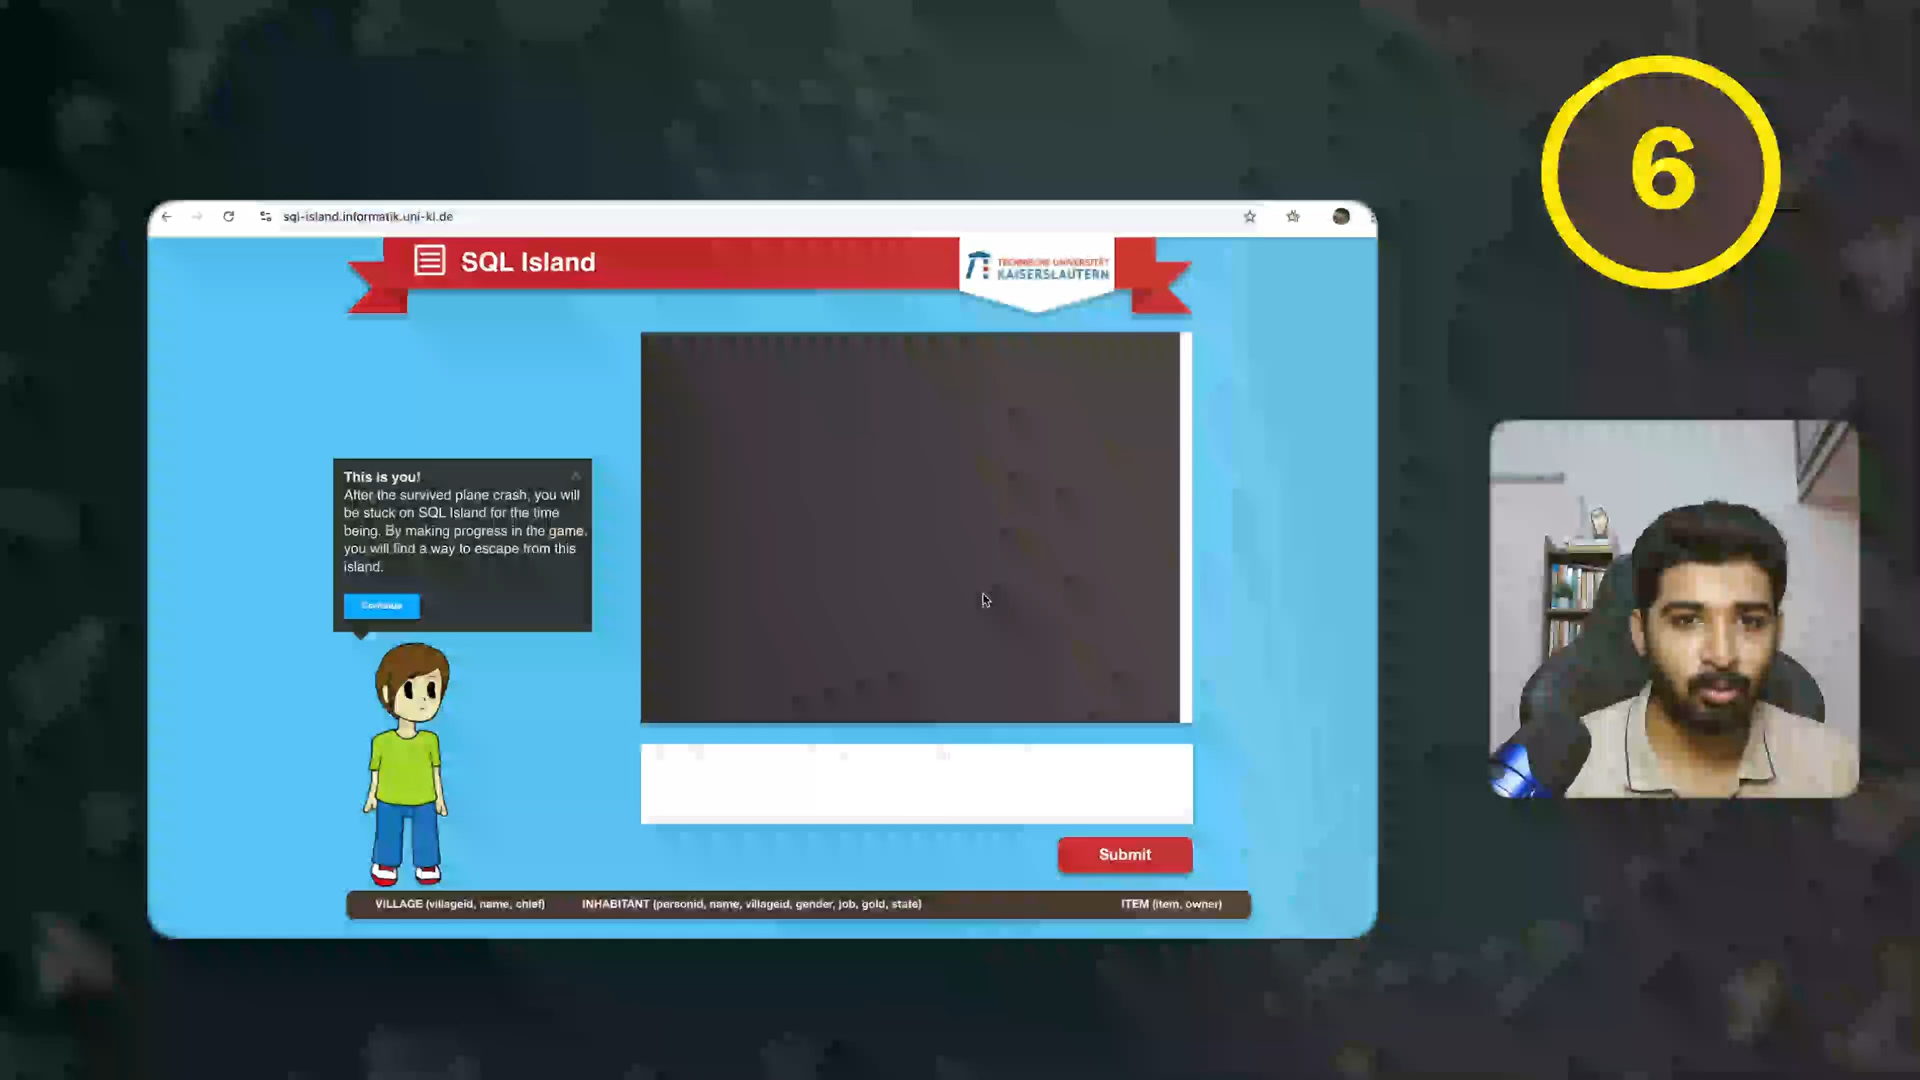 6
sql-island.informatik.uni-kl.de
SQL Island
TECHNISCHE UNIVERSITÄT
KAISERSLAUTERN
This is you!
After the survived plane crash, you will
be stuck on SQL Island for the time
being. By making progress in the game,
you will find a way to escape from this
island.
Continue
Submit
VILLAGE (villageid, name, chief)
INHABITANT (personid, name, villageid, gender, job, gold, state)
ITEM (item, owner)